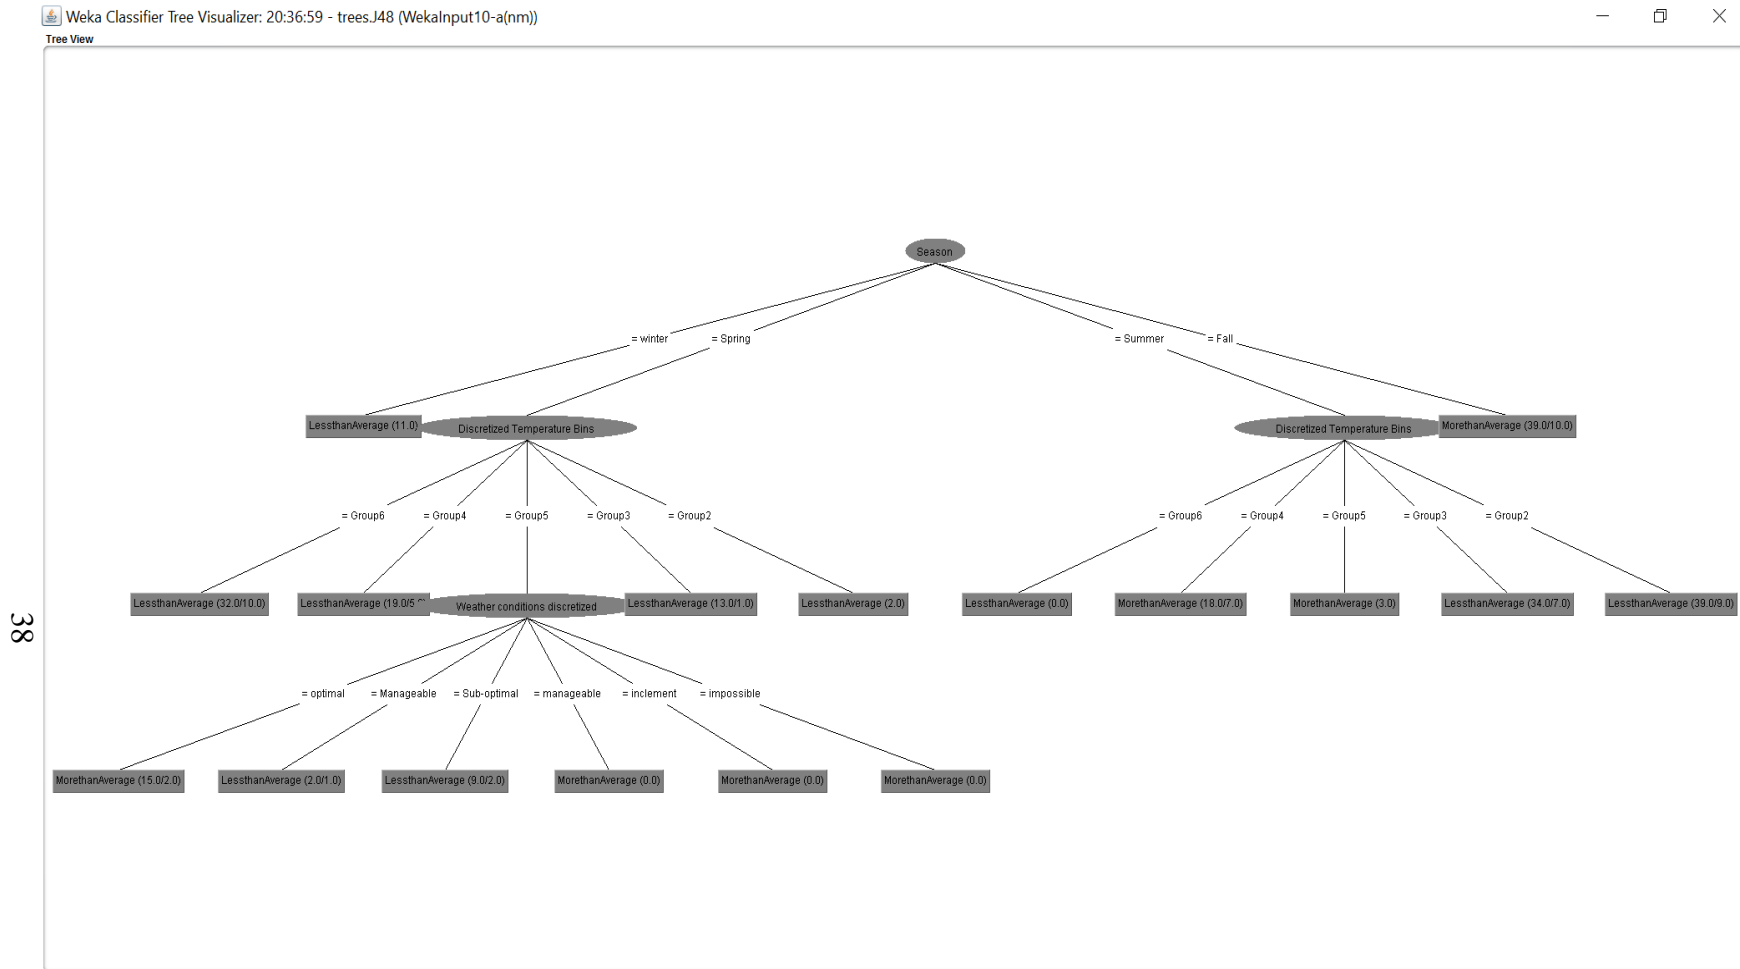 Weka Classifier Tree Visualizer: 20:36:59 - trees.J48 (WekaInput10-a(nm))
Tree View
Season
= winter
= Spring
= Summer
= Fall
LessthanAverage (11.0)
Discretized Temperature Bins
Discretized Temperature Bins
MorethanAverage (39.0/10.0)
= Group6
= Group4
= Group5
= Group3
= Group2
= Group6
= Group4
= Group5
= Group3
= Group2
LessthanAverage (32.0/10.0)
LessthanAverage (19.0/5
Weather conditions discretized
LessthanAverage (13.0/1.0)
LessthanAverage (2.0)
LessthanAverage (0.0)
MorethanAverage (18.0/7.0)
MorethanAverage (3.0)
LessthanAverage (34.0/7.0)
LessthanAverage (39.0/9.0)
38
= optimal
= Manageable
= Sub-optimal
= manageable
= inclement
= impossible
MorethanAverage (15.0/2.0)
LessthanAverage (2.0/1.0)
LessthanAverage (9.0/2.0)
MorethanAverage (0.0)
MorethanAverage (0.0)
MorethanAverage (0.0)